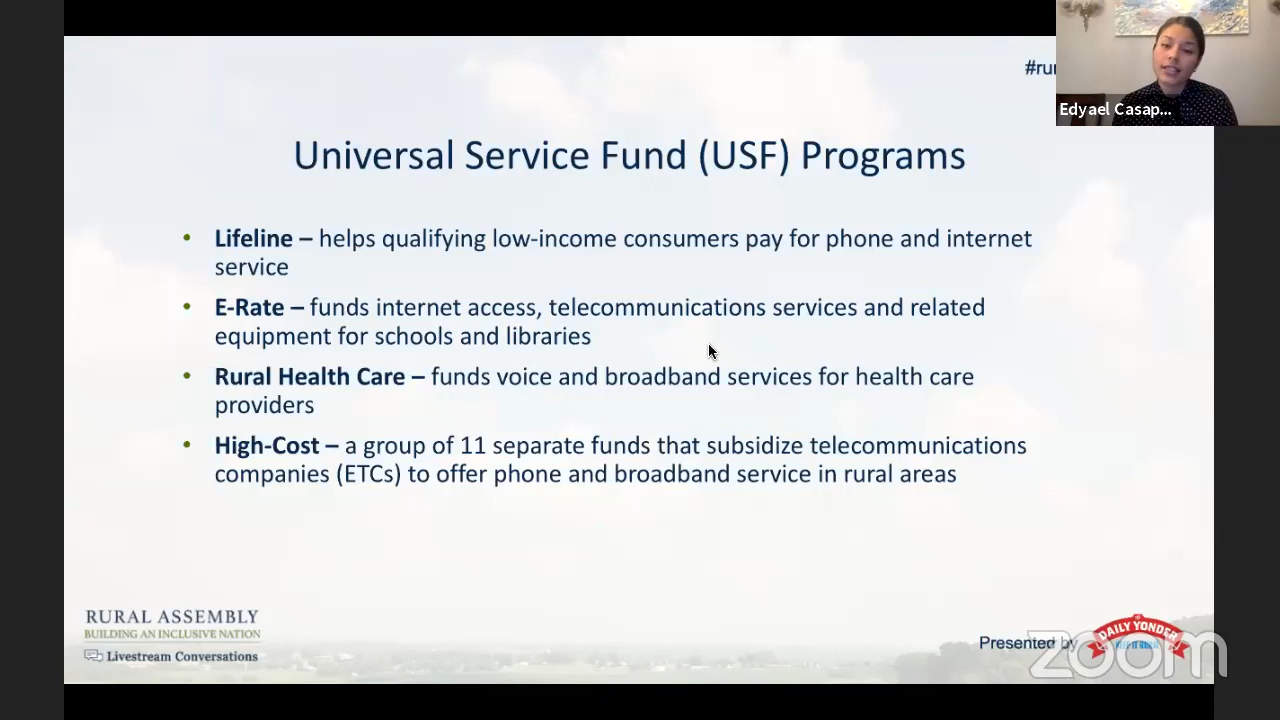 #rur
Edyael Casap...
Universal Service Fund (USF) Programs
• Lifeline – helps qualifying low-income consumers pay for phone and internet
service
• E-Rate – funds internet access, telecommunications services and related
equipment for schools and libraries
• Rural Health Care – funds voice and broadband services for health care
providers
• High-Cost – a group of 11 separate funds that subsidize telecommunications
companies (ETCs) to offer phone and broadband service in rural areas
RURAL ASSEMBLY
BUILDING AN INCLUSIVE NATION
Livestream Conversations
Presented by
DAILY YONDER
zoom